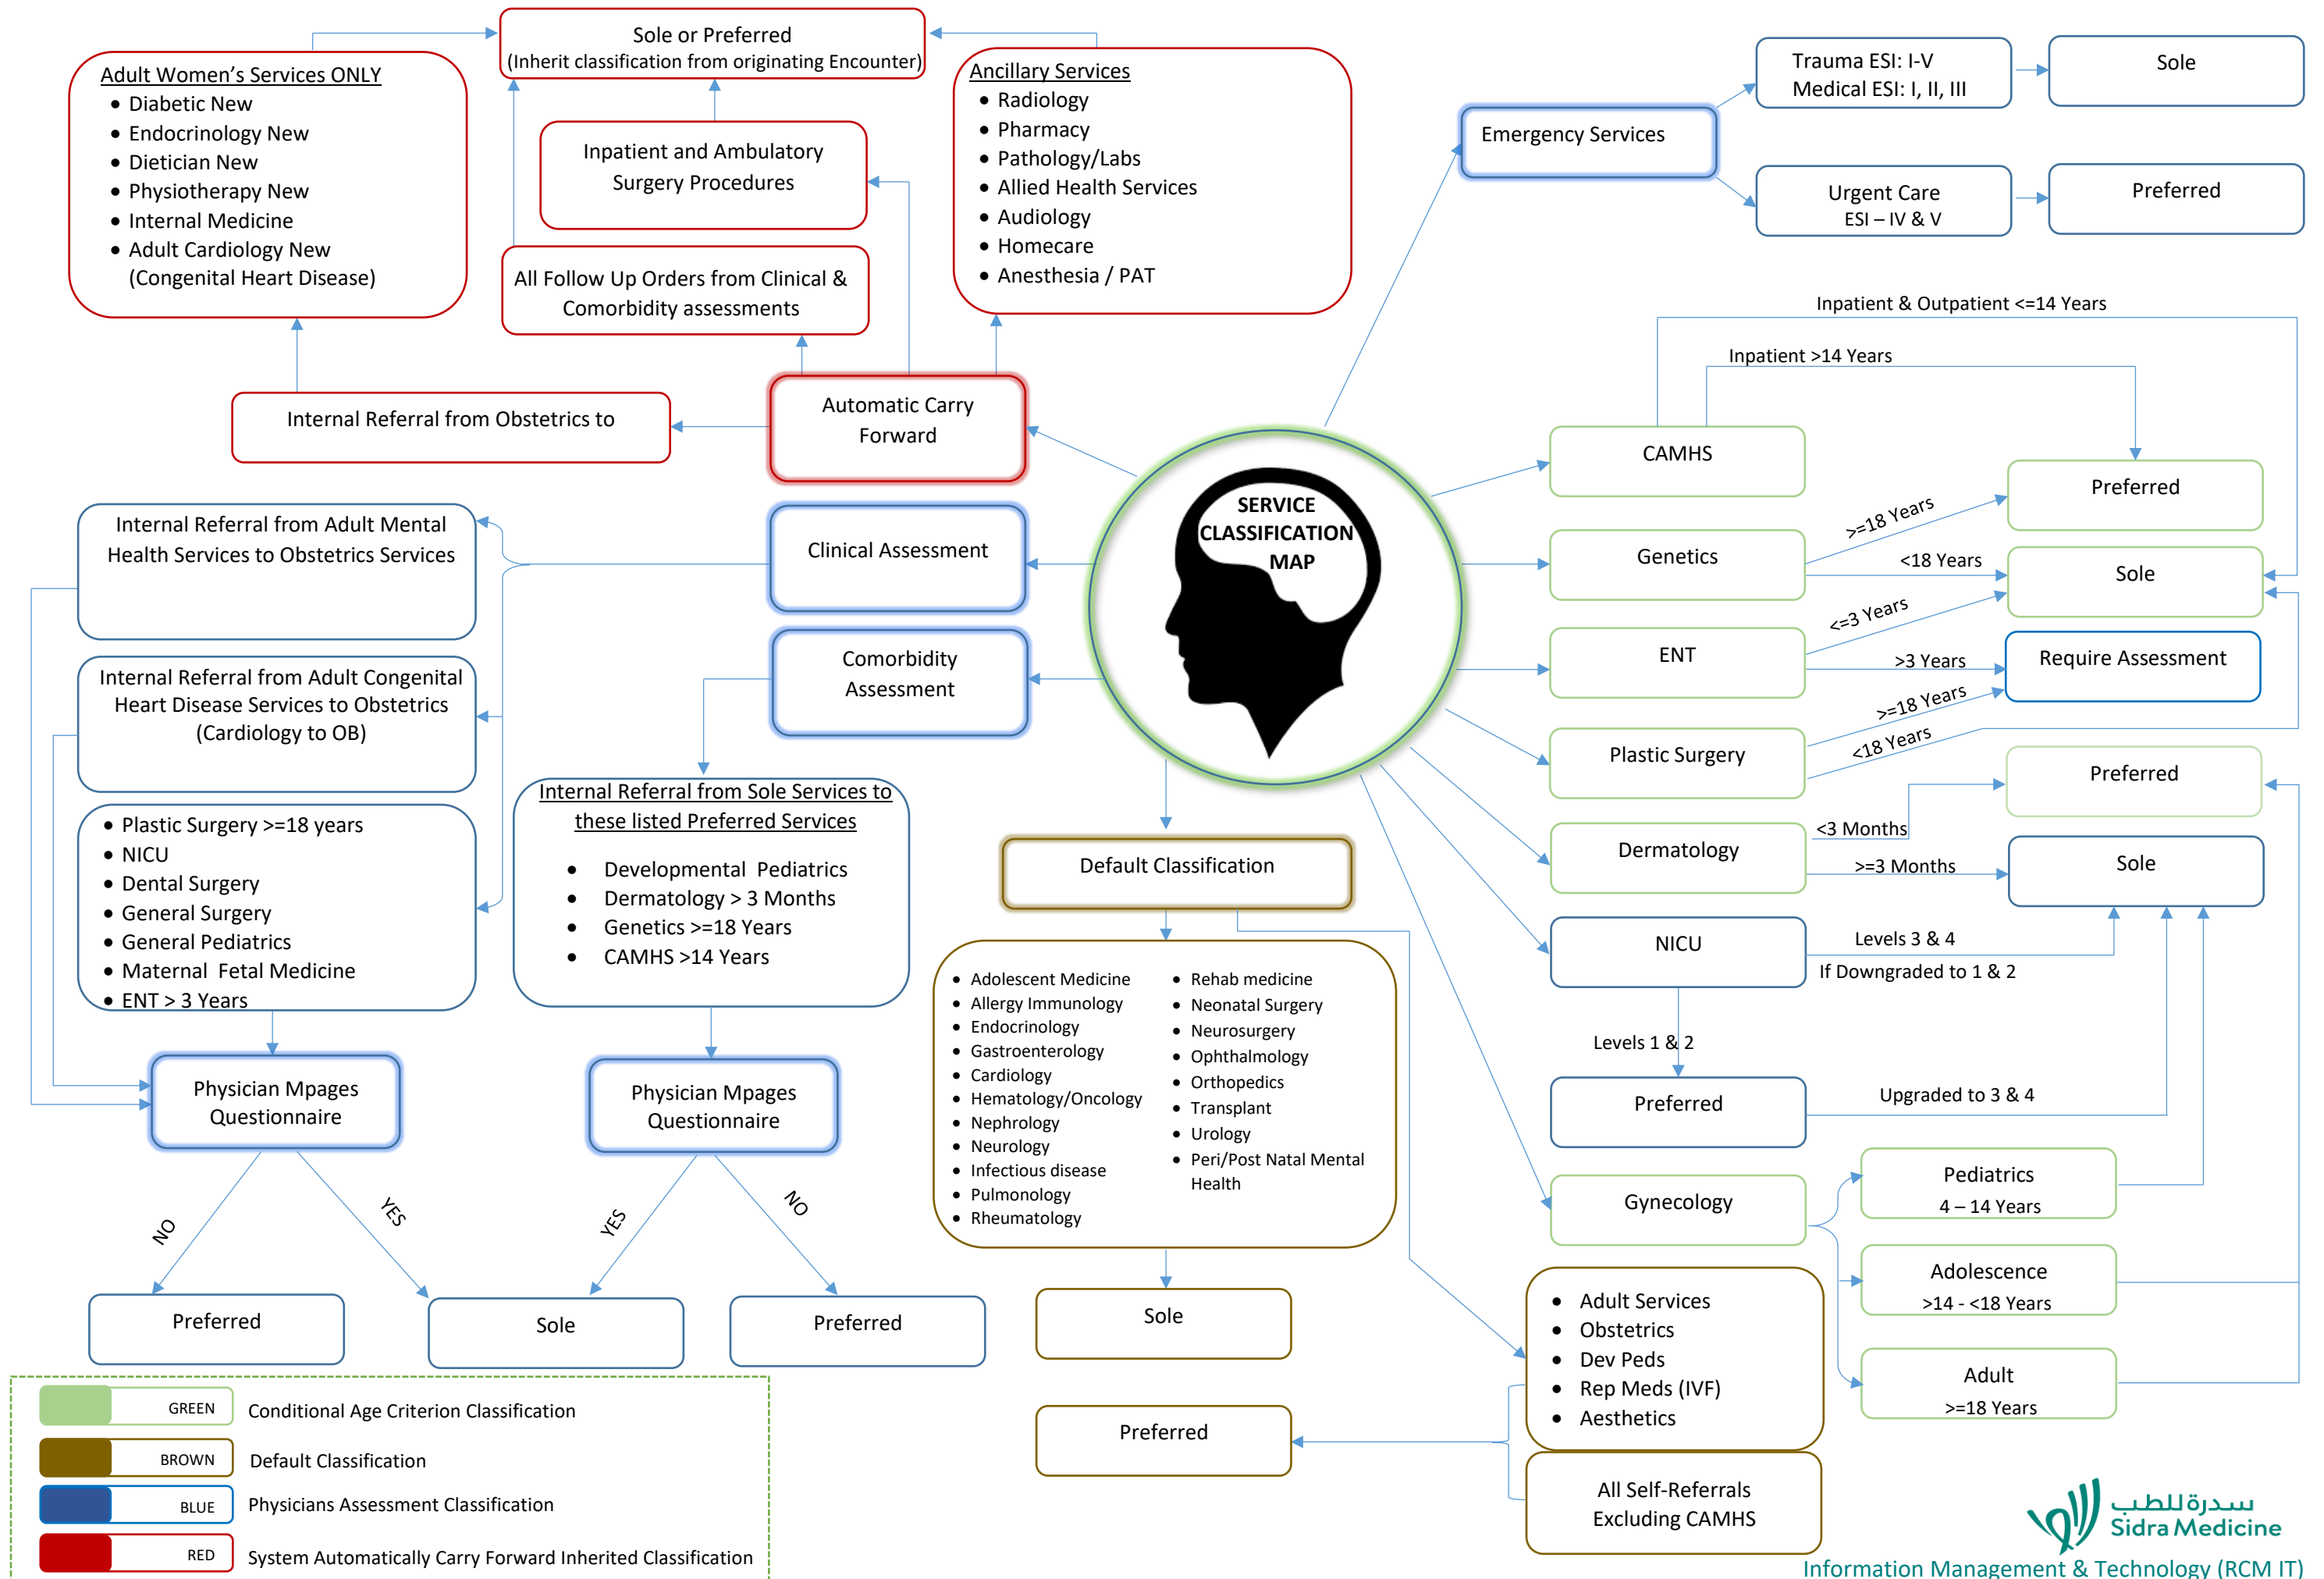 Sole or Preferred
(Inherit classification from originating Encounter)
Adult Women’s Services ONLY
• Diabetic New
• Endocrinology New
• Dietician New
• Physiotherapy New
• Internal Medicine
• Adult Cardiology New
(Congenital Heart Disease)
Inpatient and Ambulatory
Surgery Procedures
All Follow Up Orders from Clinical &
Comorbidity assessments
Ancillary Services
• Radiology
• Pharmacy
• Pathology/Labs
• Allied Health Services
• Audiology
• Homecare
• Anesthesia / PAT
Internal Referral from Obstetrics to
Automatic Carry
Forward
Emergency Services
Trauma ESI: I-V
Medical ESI: I, II, III
Sole
Urgent Care
ESI – IV & V
Preferred
Inpatient & Outpatient <=14 Years
Inpatient >14 Years
SERVICE
CLASSIFICATION
MAP
CAMHS
Preferred
Genetics
>=18 Years
<18 Years
Sole
ENT
<=3 Years
>3 Years
Require Assessment
Plastic Surgery
>=18 Years
<18 Years
Preferred
Dermatology
<3 Months
>=3 Months
Sole
NICU
Levels 3 & 4
If Downgraded to 1 & 2
Levels 1 & 2
Preferred
Upgraded to 3 & 4
Gynecology
Pediatrics
4 – 14 Years
Adolescence
>14 - <18 Years
Adult
>=18 Years
Clinical Assessment
Internal Referral from Adult Mental
Health Services to Obstetrics Services
Internal Referral from Adult Congenital
Heart Disease Services to Obstetrics
(Cardiology to OB)
• Plastic Surgery >=18 years
• NICU
• Dental Surgery
• General Surgery
• General Pediatrics
• Maternal Fetal Medicine
• ENT > 3 Years
Physician Mpages
Questionnaire
NO
YES
Preferred
Sole
Comorbidity
Assessment
Internal Referral from Sole Services to
these listed Preferred Services
• Developmental Pediatrics
• Dermatology > 3 Months
• Genetics >=18 Years
• CAMHS >14 Years
Physician Mpages
Questionnaire
YES
NO
Preferred
Default Classification
• Adolescent Medicine
• Allergy Immunology
• Endocrinology
• Gastroenterology
• Cardiology
• Hematology/Oncology
• Nephrology
• Neurology
• Infectious disease
• Pulmonology
• Rheumatology
• Rehab medicine
• Neonatal Surgery
• Neurosurgery
• Ophthalmology
• Orthopedics
• Transplant
• Urology
• Peri/Post Natal Mental
Health
Sole
• Adult Services
• Obstetrics
• Dev Peds
• Rep Meds (IVF)
• Aesthetics
All Self-Referrals
Excluding CAMHS
Preferred
GREEN
Conditional Age Criterion Classification
BROWN
Default Classification
BLUE
Physicians Assessment Classification
RED
System Automatically Carry Forward Inherited Classification
سدرة للطب
Sidra Medicine
Information Management & Technology (RCM IT)